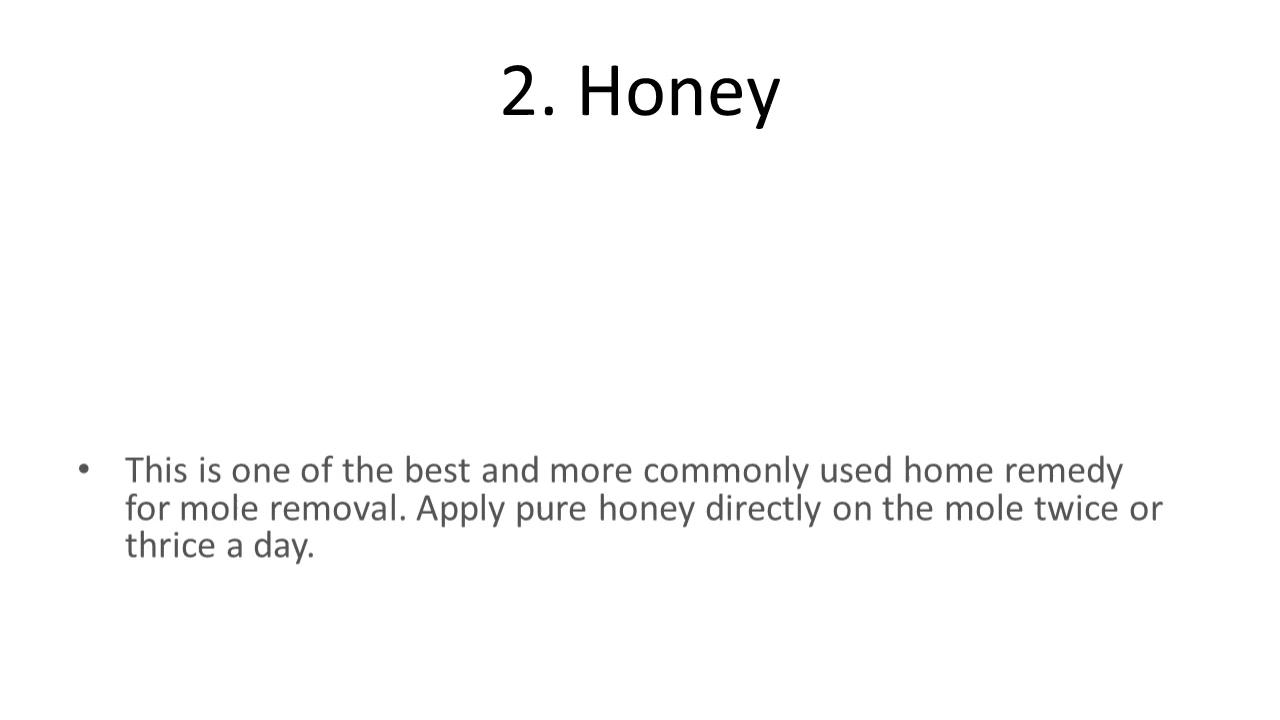 2. Honey
• This is one of the best and more commonly used home remedy
for mole removal. Apply pure honey directly on the mole twice or
thrice a day.